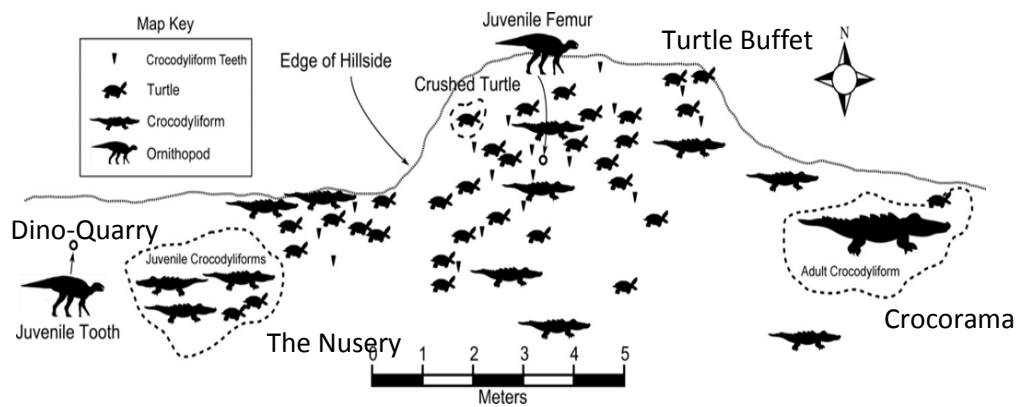 Map Key
Crocodyliform Teeth
Turtle
Crocodyliform
Ornithopod
Edge of Hillside
Juvenile Femur
Crushed Turtle
Turtle Buffet
N
Dino-Quarry
Juvenile Tooth
Juvenile Crocodyliforms
The Nusery
Adult Crocodyliform
Crocorama
0 1 2 3 4 5
Meters